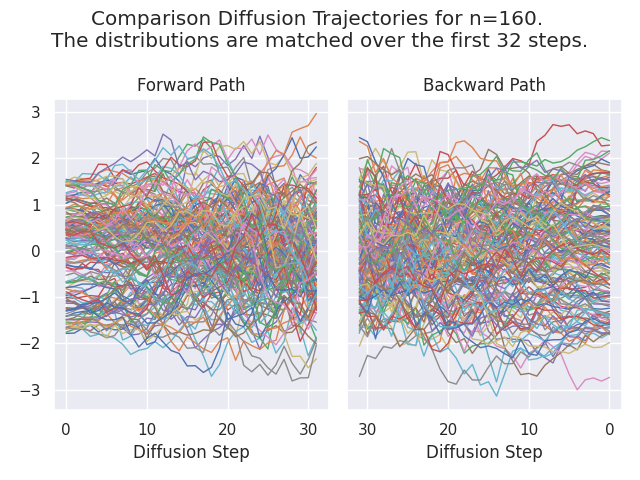 Comparison Diffusion Trajectories for n=160.
The distributions are matched over the first 32 steps.
Forward Path
Backward Path
3
2
1
0
−1
−2
−3
0 10 20 30
30 20 10 0
Diffusion Step
Diffusion Step